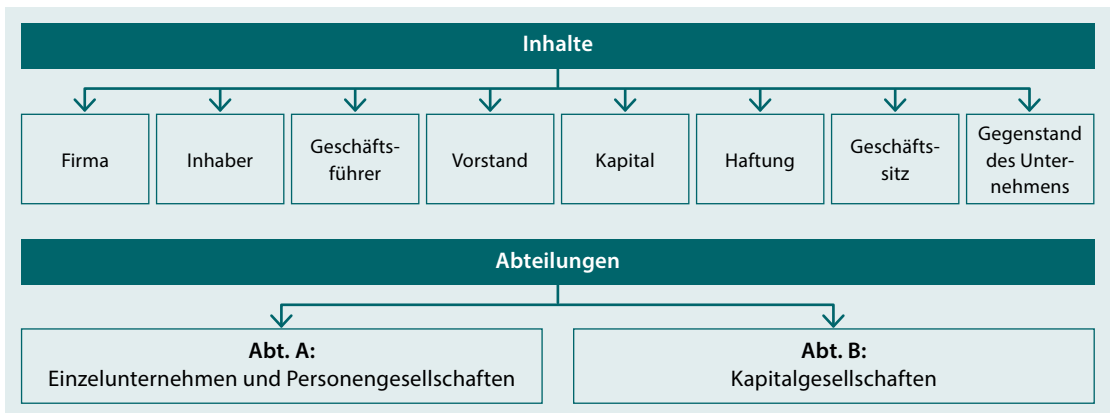 Inhalte
Firma
Inhaber
Geschäfts-
führer
Vorstand
Kapital
Haftung
Geschäfts-
sitz
Gegenstand
des Unter-
nehmens
Abteilungen
Abt. A:
Einzelunternehmen und Personengesellschaften
Abt. B:
Kapitalgesellschaften